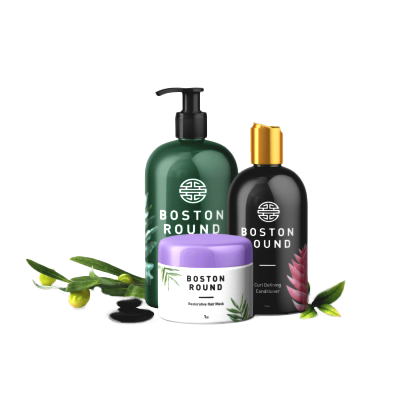 BOSTON
ROUND
BOSTON
ROUND
Curl Defining
Conditioner
BOSTON
ROUND
Restorative Hair Mask